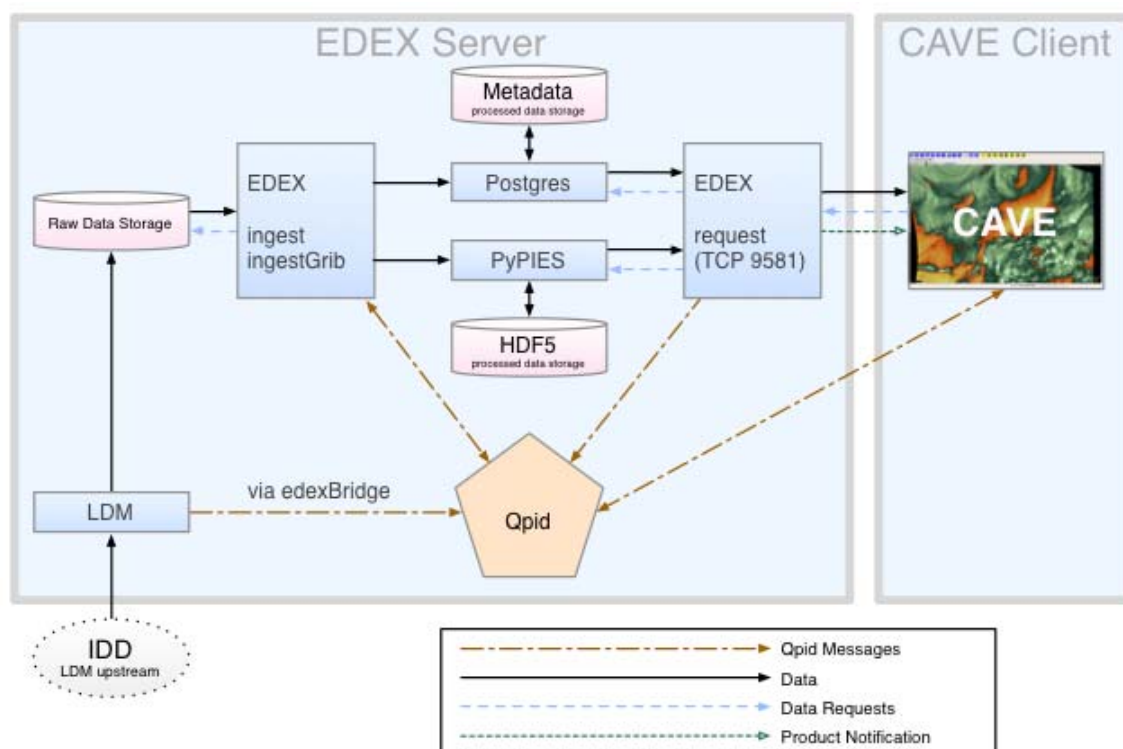 EDEX Server
CAVE Client
Metadata
processed data storage
EDEX
ingest
ingestGrib
Postgres
EDEX
request
(TCP 9581)
CAVE
Raw Data Storage
PyPIES
HDF5
processed data storage
via edexBridge
LDM
Qpid
IDD
LDM upstream
Qpid Messages
Data
Data Requests
Product Notification